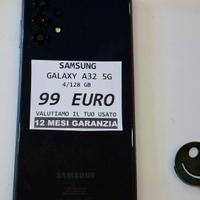 SAMSUNG
GALAXY A32 5G
4/128 GB
99 EURO
VALUTIAMO IL TUO USATO
12 MESI GARANZIA
SAMSUNG